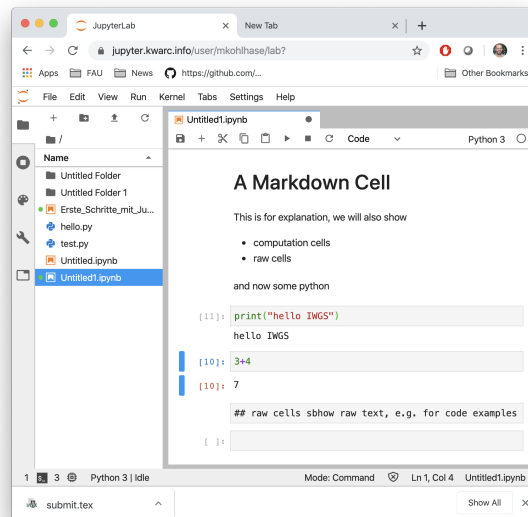 JupyterLab
New Tab
jupyter.kwarc.info/user/mkohlhase/lab?
Apps FAU News https://github.com/... Other Bookmarks
File Edit View Run Kernel Tabs Settings Help
Untitled1.ipynb
Code Python 3
/
Name
Untitled Folder
Untitled Folder 1
Erste_Schritte_mit_Ju...
hello.py
test.py
Untitled.ipynb
Untitled1.ipynb
A Markdown Cell
This is for explanation, we will also show
• computation cells
• raw cells
and now some python
[11]: print("hello IWGS")
hello IWGS
[10]: 3+4
[10]: 7
## raw cells sbhow raw text, e.g. for code examples
[ ]:
1 3 Python 3 | Idle Mode: Command Ln 1, Col 4 Untitled1.ipynb
submit.tex Show All